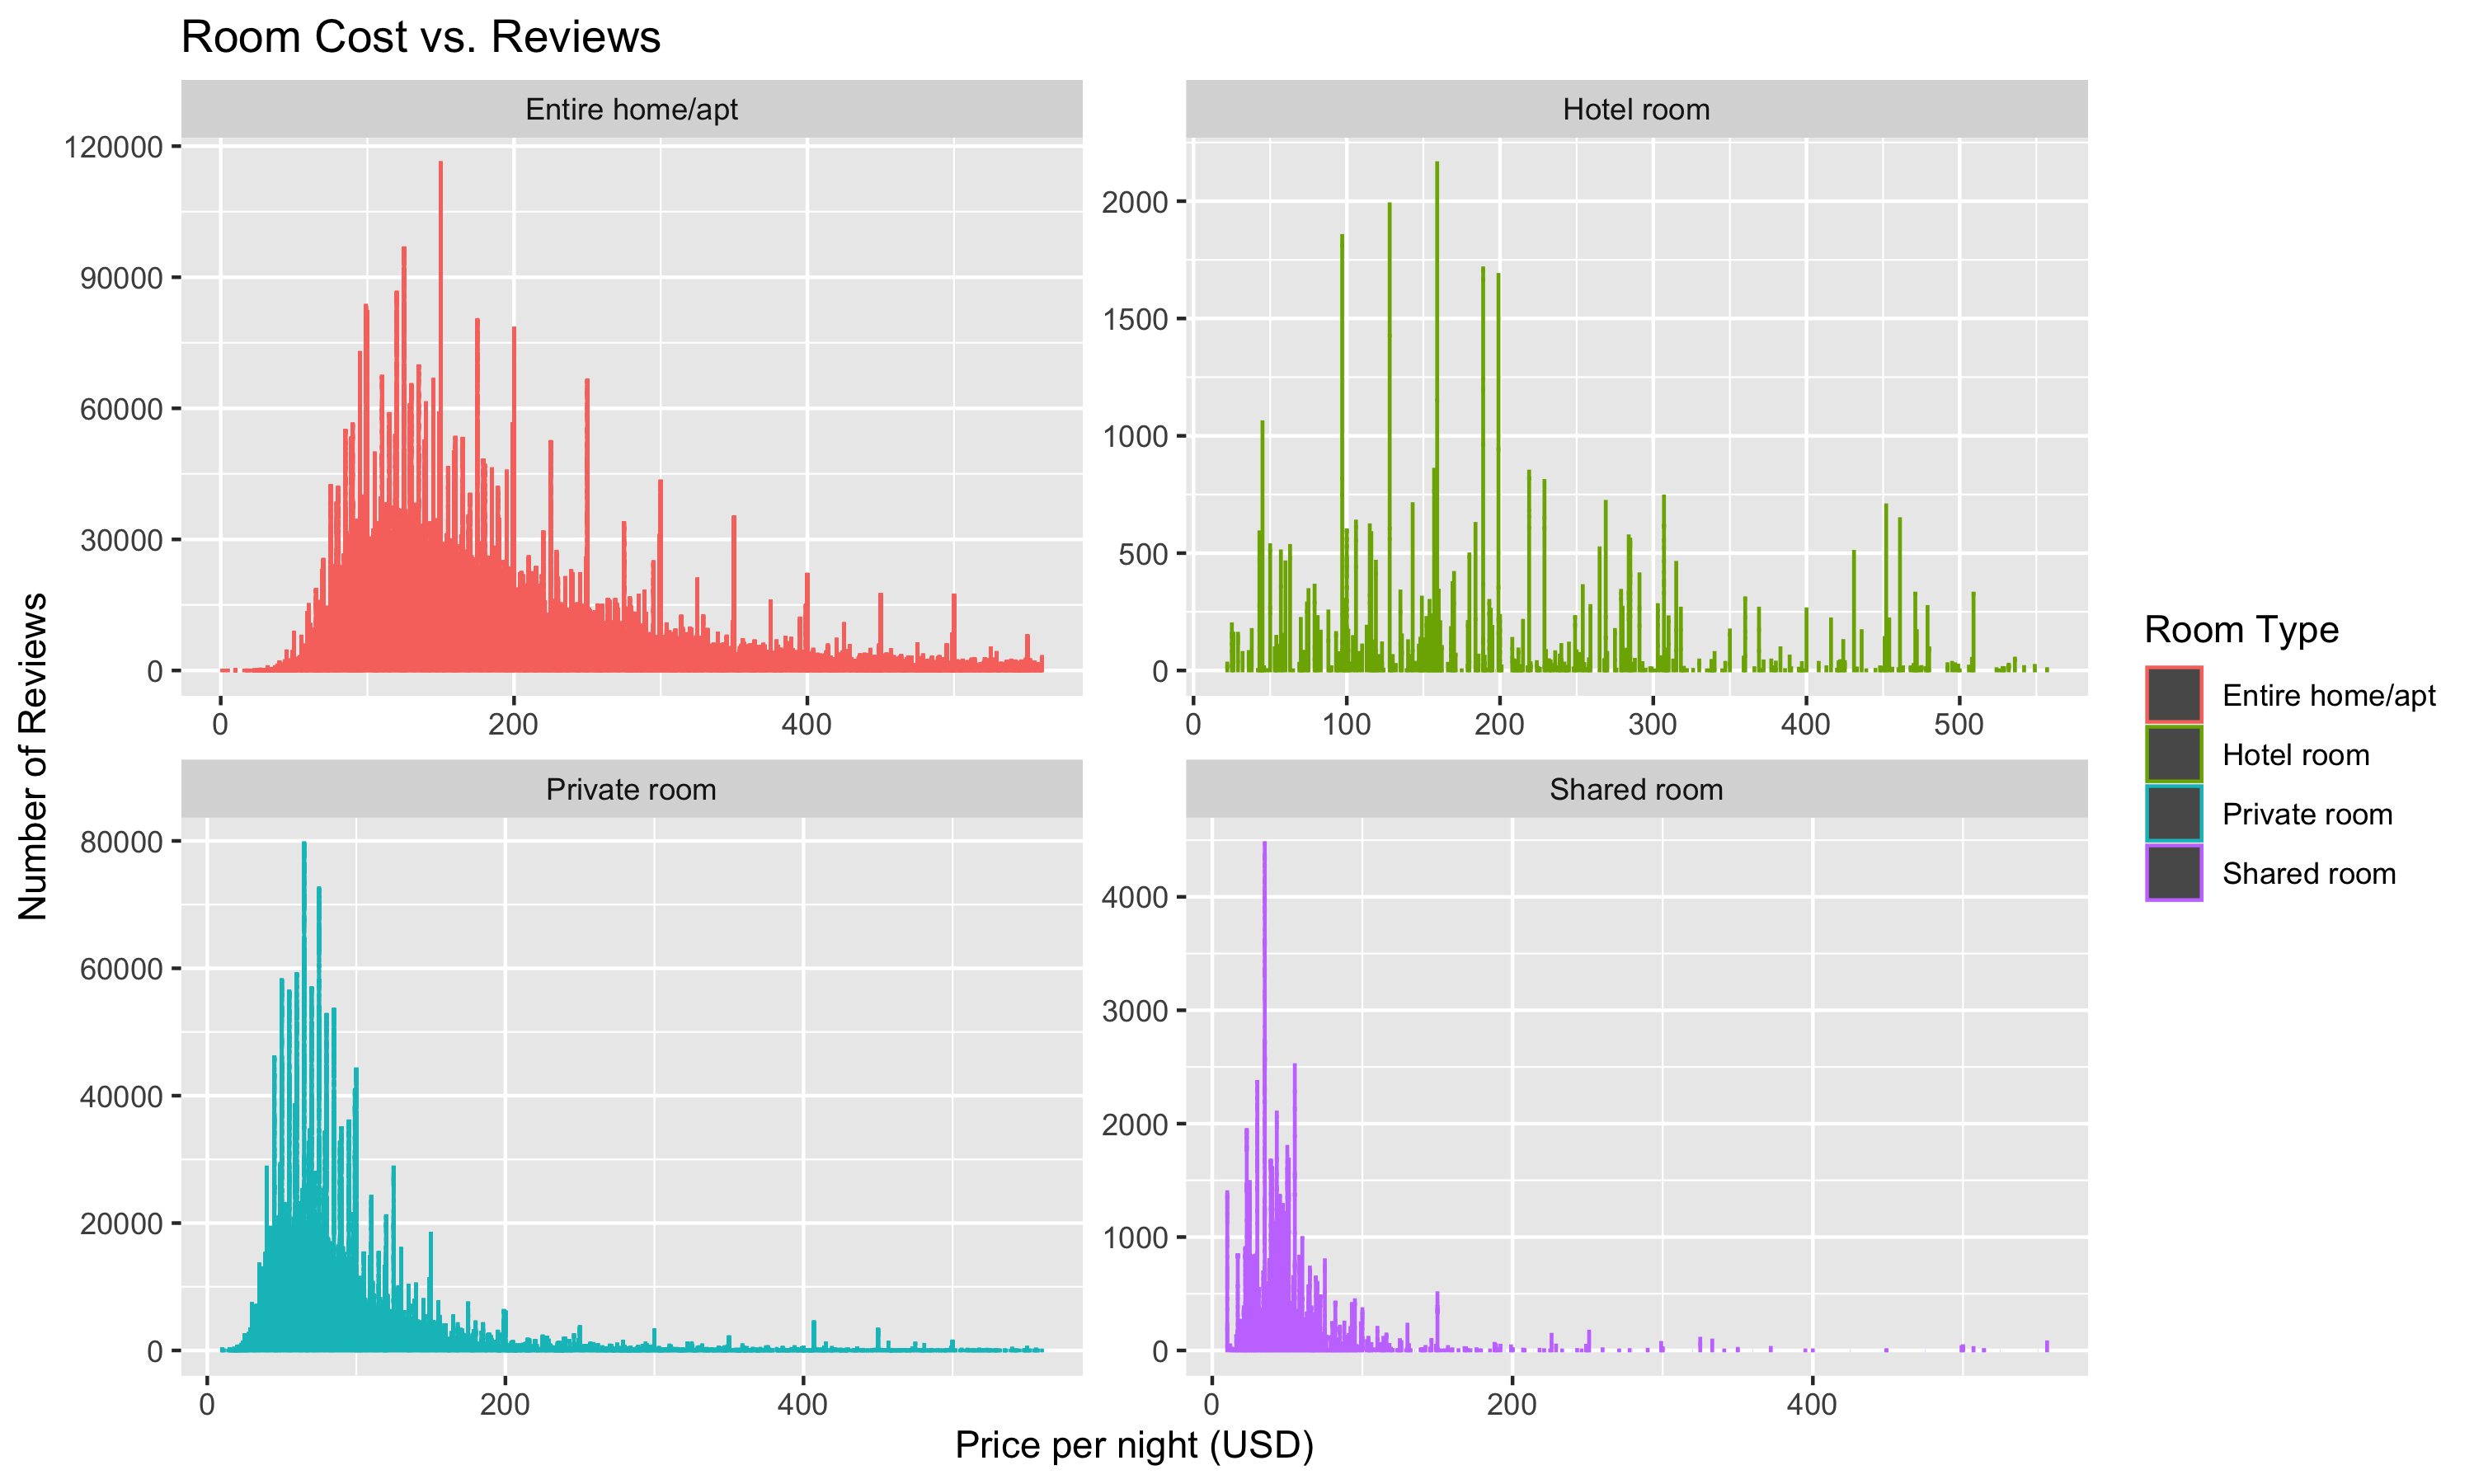 Room Cost vs. Reviews
Entire home/apt
Hotel room
120000
90000
60000
30000
0
0
200
400
2000
1500
1000
500
0
0
100
200
300
400
500
Private room
Shared room
80000
60000
40000
20000
0
0
200
400
4000
3000
2000
1000
0
0
200
400
Number of Reviews
Price per night (USD)
Room Type
Entire home/apt
Hotel room
Private room
Shared room